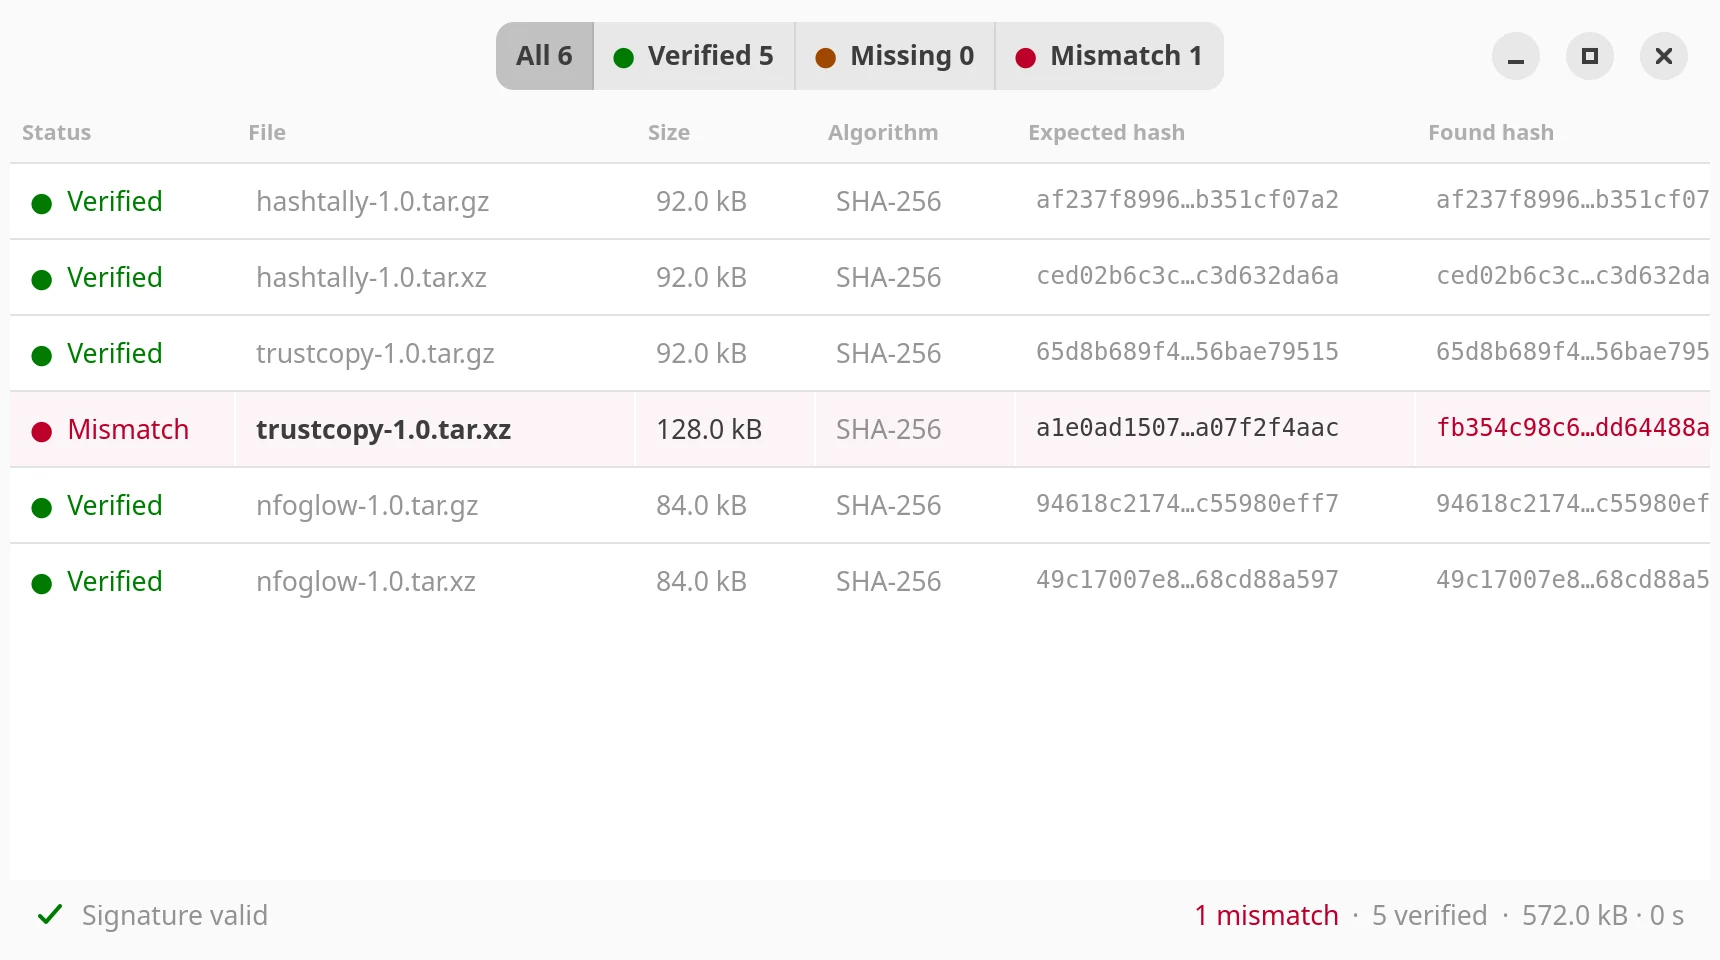 All 6 Verified 5 Missing 0 Mismatch 1
Status File Size Algorithm Expected hash Found hash
Verified hashtally-1.0.tar.gz 92.0 kB SHA-256 af237f8996…b351cf07a2 af237f8996…b351cf07
Verified hashtally-1.0.tar.xz 92.0 kB SHA-256 ced02b6c3c…c3d632da6a ced02b6c3c…c3d632da
Verified trustcopy-1.0.tar.gz 92.0 kB SHA-256 65d8b689f4…56bae79515 65d8b689f4…56bae795
Mismatch trustcopy-1.0.tar.xz 128.0 kB SHA-256 a1e0ad1507…a07f2f4aac fb354c98c6…dd64488a
Verified nfoglow-1.0.tar.gz 84.0 kB SHA-256 94618c2174…c55980eff7 94618c2174…c55980ef
Verified nfoglow-1.0.tar.xz 84.0 kB SHA-256 49c17007e8…68cd88a597 49c17007e8…68cd88a5
Signature valid 1 mismatch · 5 verified · 572.0 kB · 0 s